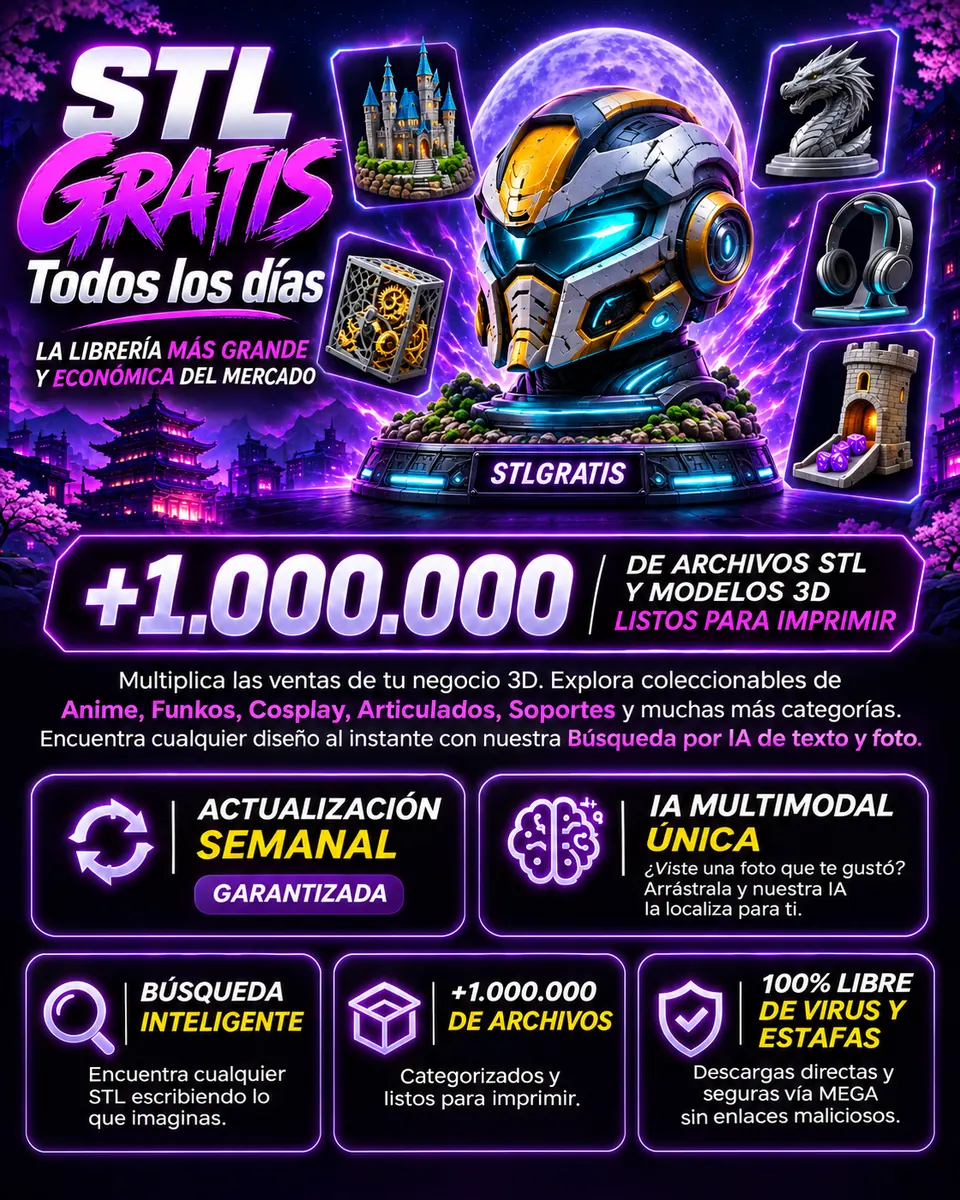 STL
GRATIS
Todos los días
LA LIBRERÍA MÁS GRANDE
Y ECONÓMICA DEL MERCADO
STLGRATIS
+1.000.000
DE ARCHIVOS STL
Y MODELOS 3D
LISTOS PARA IMPRIMIR
Multiplica las ventas de tu negocio 3D. Explora coleccionables de
Anime, Funkos, Cosplay, Articulados, Soportes y muchas más categorías.
Encuentra cualquier diseño al instante con nuestra Búsqueda por IA de texto y foto.
ACTUALIZACIÓN
SEMANAL
GARANTIZADA
IA MULTIMODAL
ÚNICA
¿Viste una foto que te gustó?
Arrástrala y nuestra IA
la localiza para ti.
BÚSQUEDA
INTELIGENTE
Encuentra cualquier
STL escribiendo lo
que imaginas.
+1.000.000
DE ARCHIVOS
Categorizados y
listos para imprimir.
100% LIBRE
DE VIRUS Y
ESTAFAS
Descargas directas y
seguras vía MEGA
sin enlaces maliciosos.